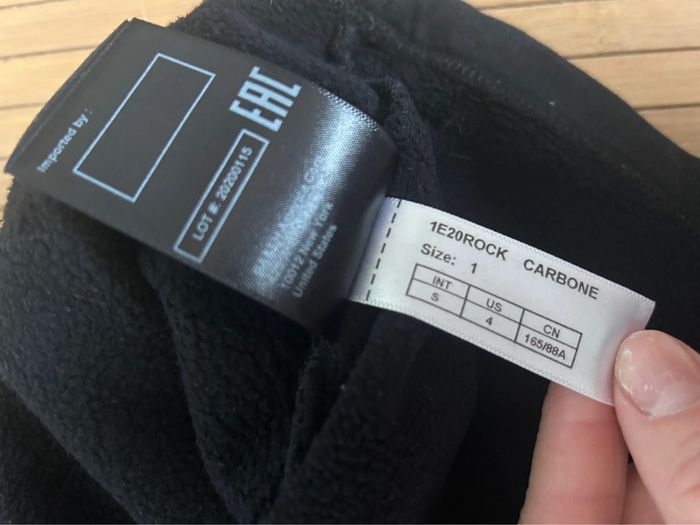 Imported by :
EAC
LOT #: 20200115
10012 New York
United States
1E20ROCK CARBONE
Size: 1
INT US CN
S 4 165/88A